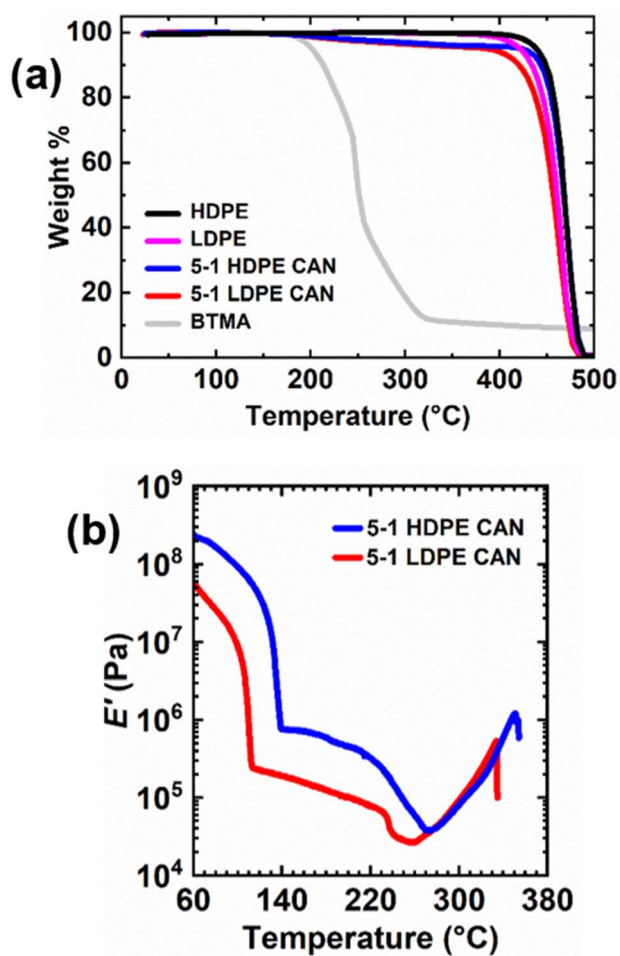 (a)
Weight %
100
80
60
40
20
0
HDPE
LDPE
5-1 HDPE CAN
5-1 LDPE CAN
BTMA
0 100 200 300 400 500
Temperature (°C)
(b)
E' (Pa)
10⁹
10⁸
10⁷
10⁶
10⁵
10⁴
5-1 HDPE CAN
5-1 LDPE CAN
60 140 220 300 380
Temperature (°C)